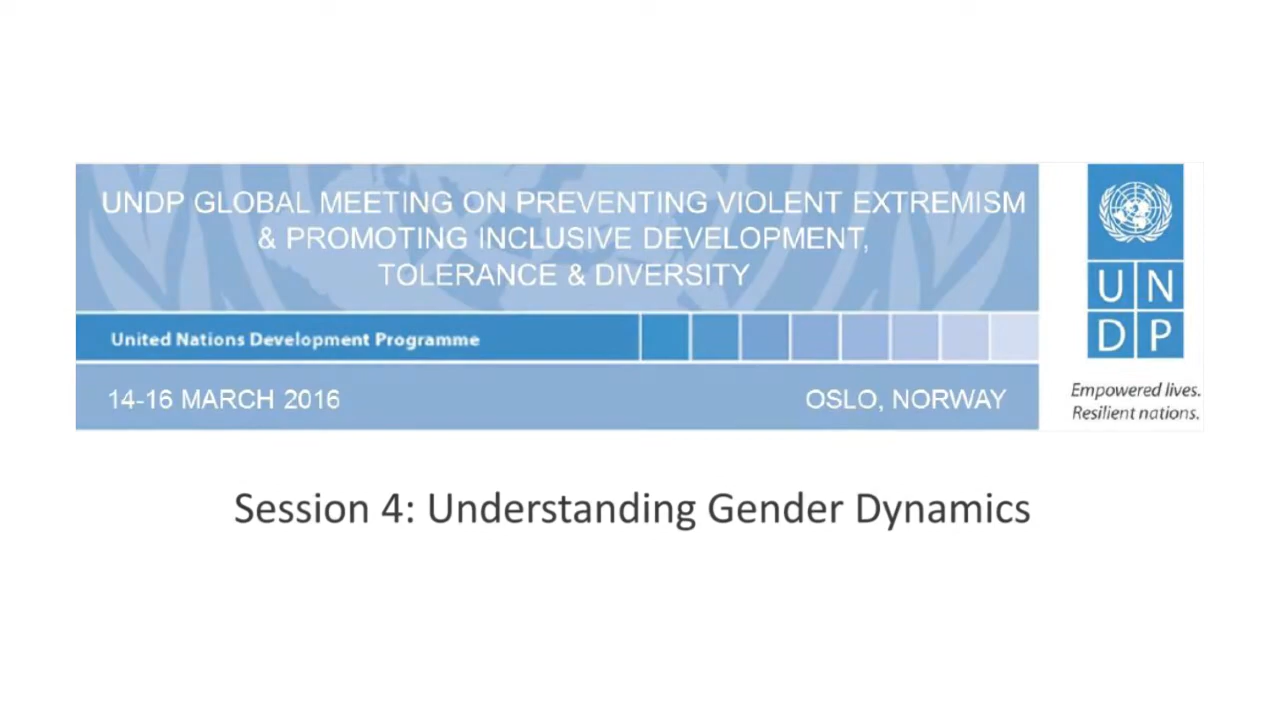 UNDP GLOBAL MEETING ON PREVENTING VIOLENT EXTREMISM
& PROMOTING INCLUSIVE DEVELOPMENT,
TOLERANCE & DIVERSITY
United Nations Development Programme
14-16 MARCH 2016
OSLO, NORWAY
U N
D P
Empowered lives.
Resilient nations.
Session 4: Understanding Gender Dynamics